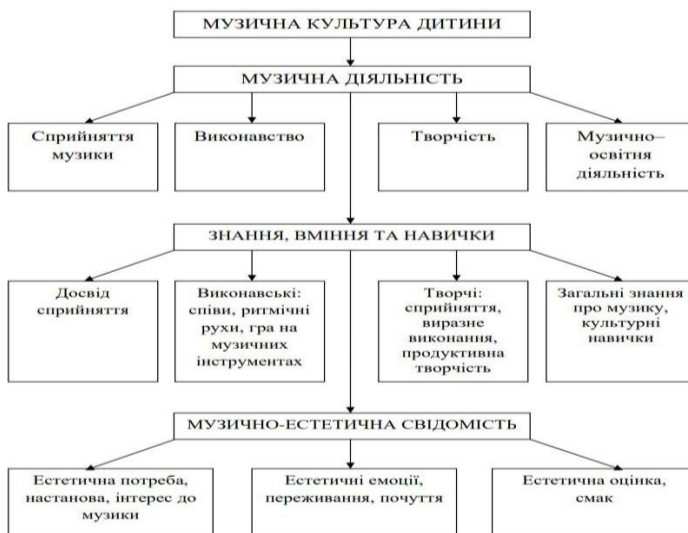 МУЗИЧНА КУЛЬТУРА ДИТИНИ
МУЗИЧНА ДІЯЛЬНІСТЬ
Сприйняття
музики
Виконавство
Творчість
Музично–
освітня
діяльність
ЗНАННЯ, ВМІННЯ ТА НАВИЧКИ
Досвід
сприйняття
Виконавські:
співи, ритмічні
рухи, гра на
музичних
інструментах
Творчі:
сприйняття,
виразне
виконання,
продуктивна
творчість
Загальні знання
про музику,
культурні
навички
МУЗИЧНО-ЕСТЕТИЧНА СВІДОМІСТЬ
Естетична потреба,
настанова, інтерес до
музики
Естетичні емоції,
переживання, почуття
Естетична оцінка,
смак